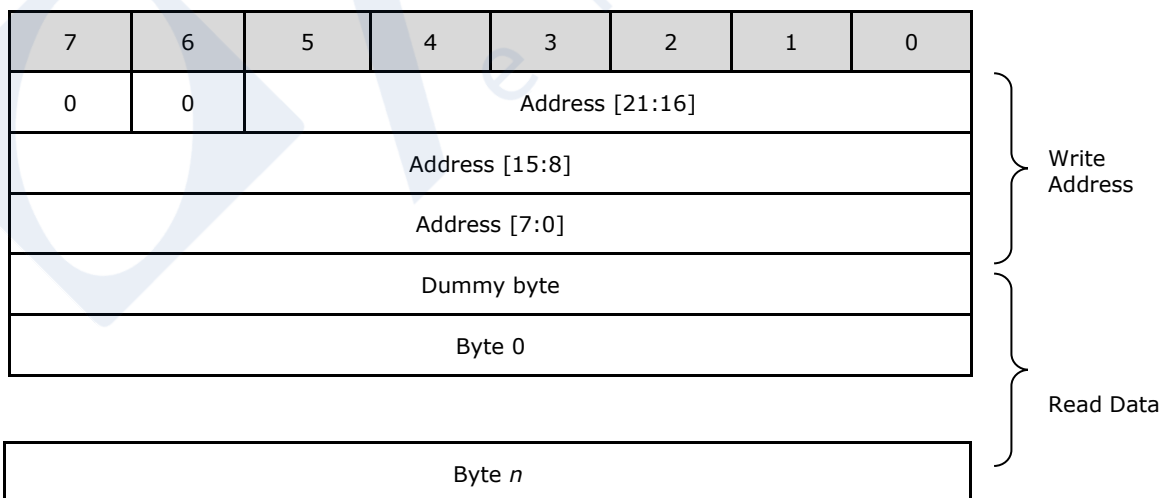 7 6 5 4 3 2 1 0
0 0 Address [21:16]
Address [15:8]
Write
Address
Address [7:0]
Dummy byte
Byte 0
Read Data
Byte n